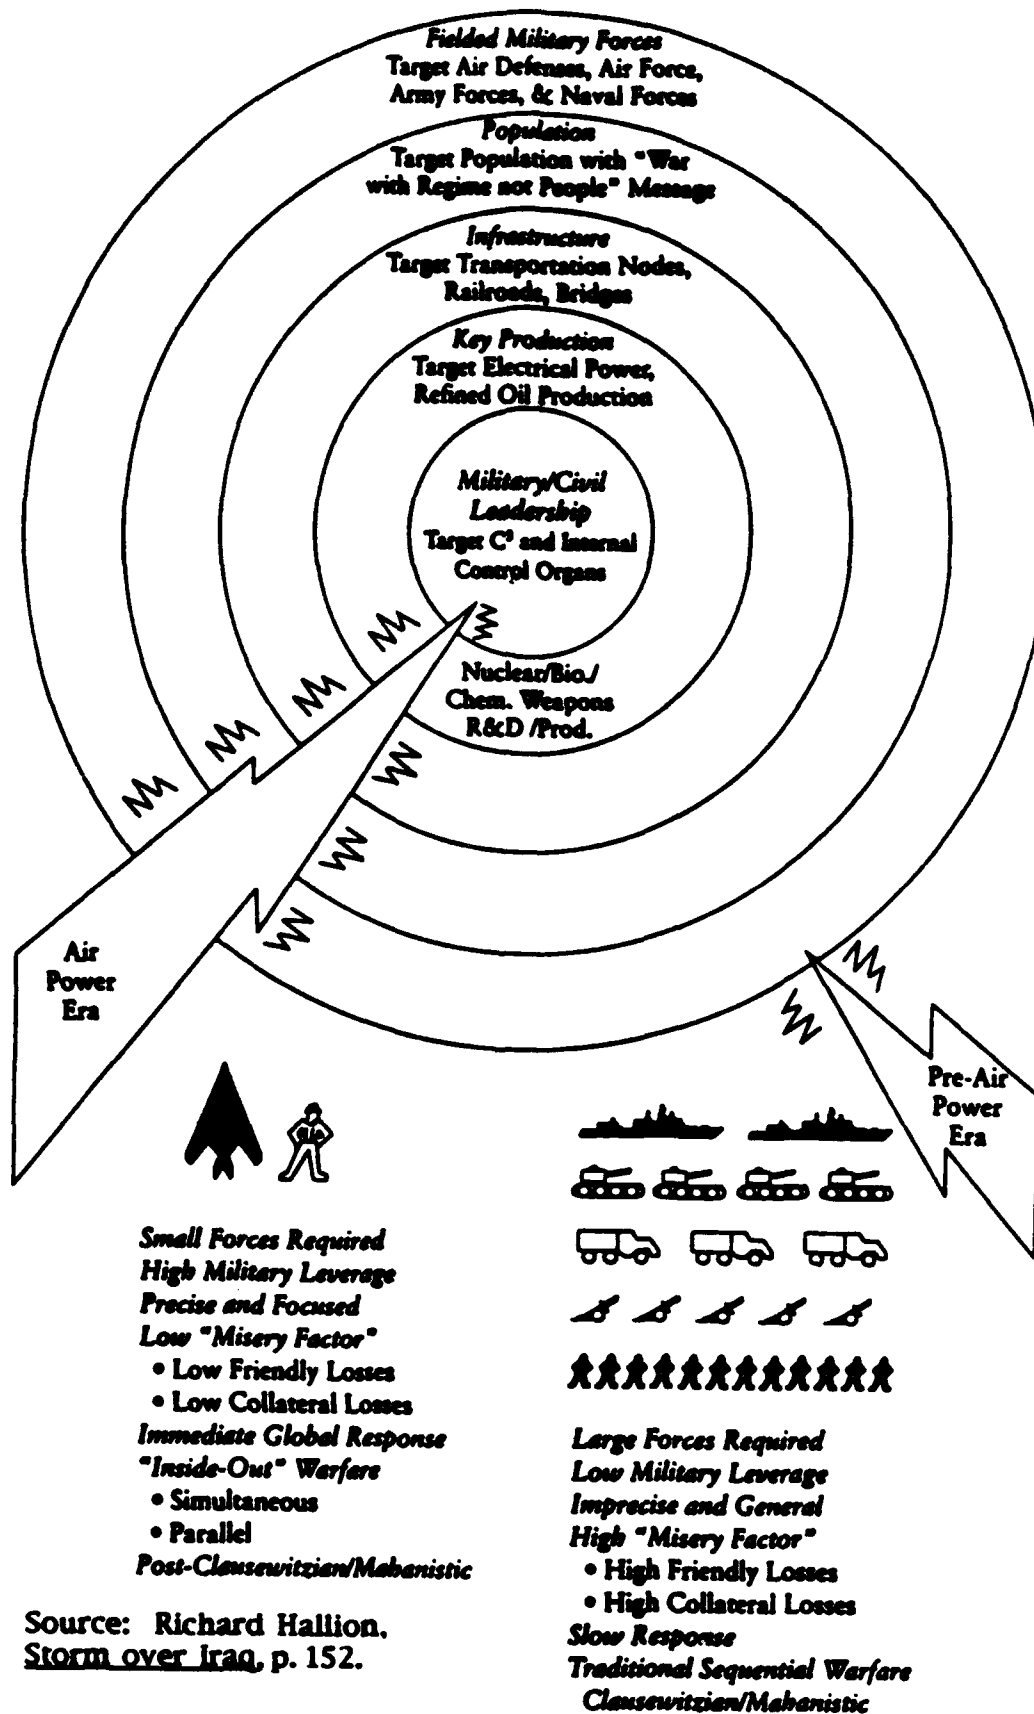 Fielded Military Forces
Target Air Defenses, Air Force,
Army Forces, & Naval Forces
Population
Target Population with "War
with Regime not People" Message
Infrastructure
Target Transportation Nodes,
Railroads, Bridges
Key Production
Target Electrical Power,
Refined Oil Production
Military/Civil
Leadership
Target C³ and Internal
Control Organs
Nuclear/Bio./
Chem. Weapons
R&D /Prod.
Air
Power
Era
Pre-Air
Power
Era
Small Forces Required
High Military Leverage
Precise and Focused
Low "Misery Factor"
• Low Friendly Losses
• Low Collateral Losses
Immediate Global Response
"Inside-Out" Warfare
• Simultaneous
• Parallel
Post-Clausewitzian/Mahanistic
Large Forces Required
Low Military Leverage
Imprecise and General
High "Misery Factor"
• High Friendly Losses
• High Collateral Losses
Slow Response
Traditional Sequential Warfare
Clausewitzian/Mahanistic
Source: Richard Hallion.
Storm over Iraq, p. 152.